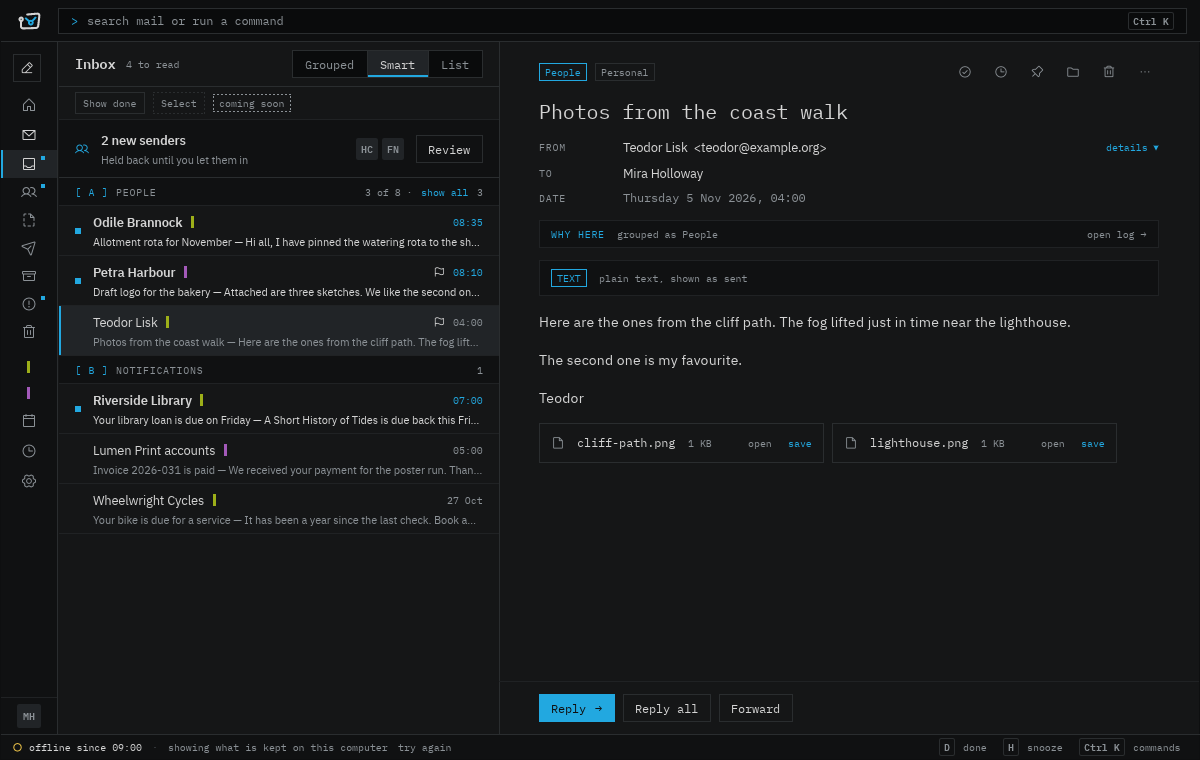 > search mail or run a command
Ctrl K
Inbox 4 to read
Grouped Smart List
Show done Select coming soon
2 new senders
Held back until you let them in
HC FN Review
[ A ] PEOPLE 3 of 8 · show all 3
Odile Brannock 08:35
Allotment rota for November — Hi all, I have pinned the watering rota to the sh…
Petra Harbour 08:10
Draft logo for the bakery — Attached are three sketches. We like the second on…
Teodor Lisk 04:00
Photos from the coast walk — Here are the ones from the cliff path. The fog lift…
[ B ] NOTIFICATIONS 1
Riverside Library 07:00
Your library loan is due on Friday — A Short History of Tides is due back this Fri…
Lumen Print accounts 05:00
Invoice 2026-031 is paid — We received your payment for the poster run. Than…
Wheelwright Cycles 27 Oct
Your bike is due for a service — It has been a year since the last check. Book a…
MH
People Personal
Photos from the coast walk
FROM Teodor Lisk <teodor@example.org> details ▾
TO Mira Holloway
DATE Thursday 5 Nov 2026, 04:00
WHY HERE grouped as People open log →
TEXT plain text, shown as sent
Here are the ones from the cliff path. The fog lifted just in time near the lighthouse.
The second one is my favourite.
Teodor
cliff-path.png 1 KB open save
lighthouse.png 1 KB open save
Reply → Reply all Forward
offline since 09:00 · showing what is kept on this computer try again
D done H snooze Ctrl K commands